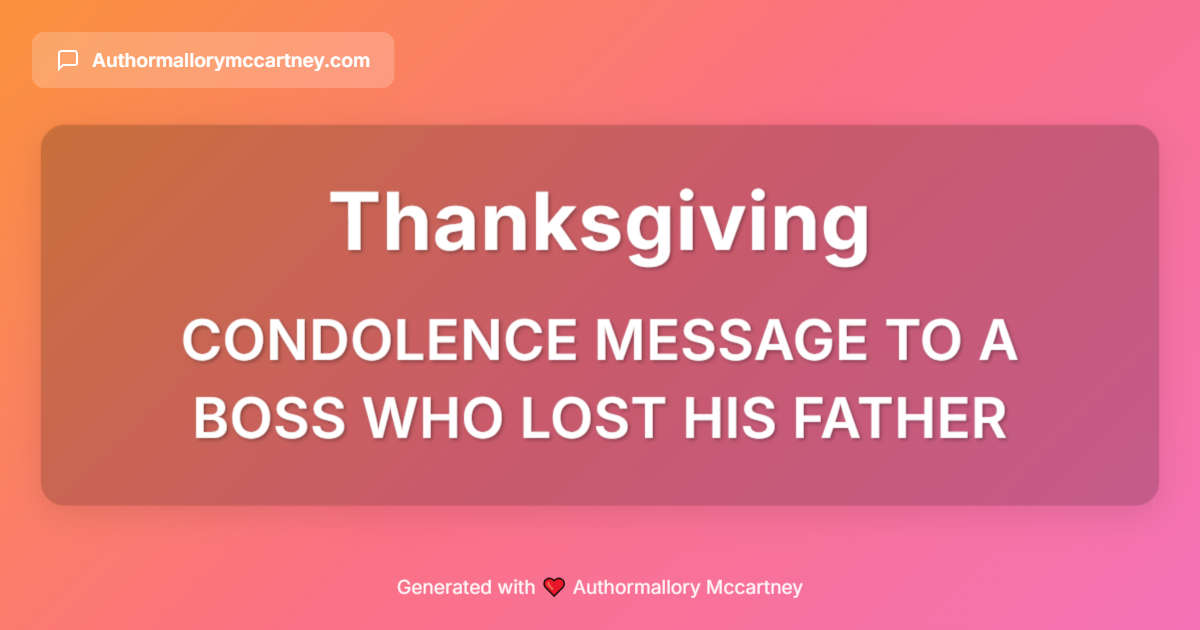 Authormallorymccartney.com
Thanksgiving
CONDOLENCE MESSAGE TO A
BOSS WHO LOST HIS FATHER
Generated with ❤️ Authormallory Mccartney